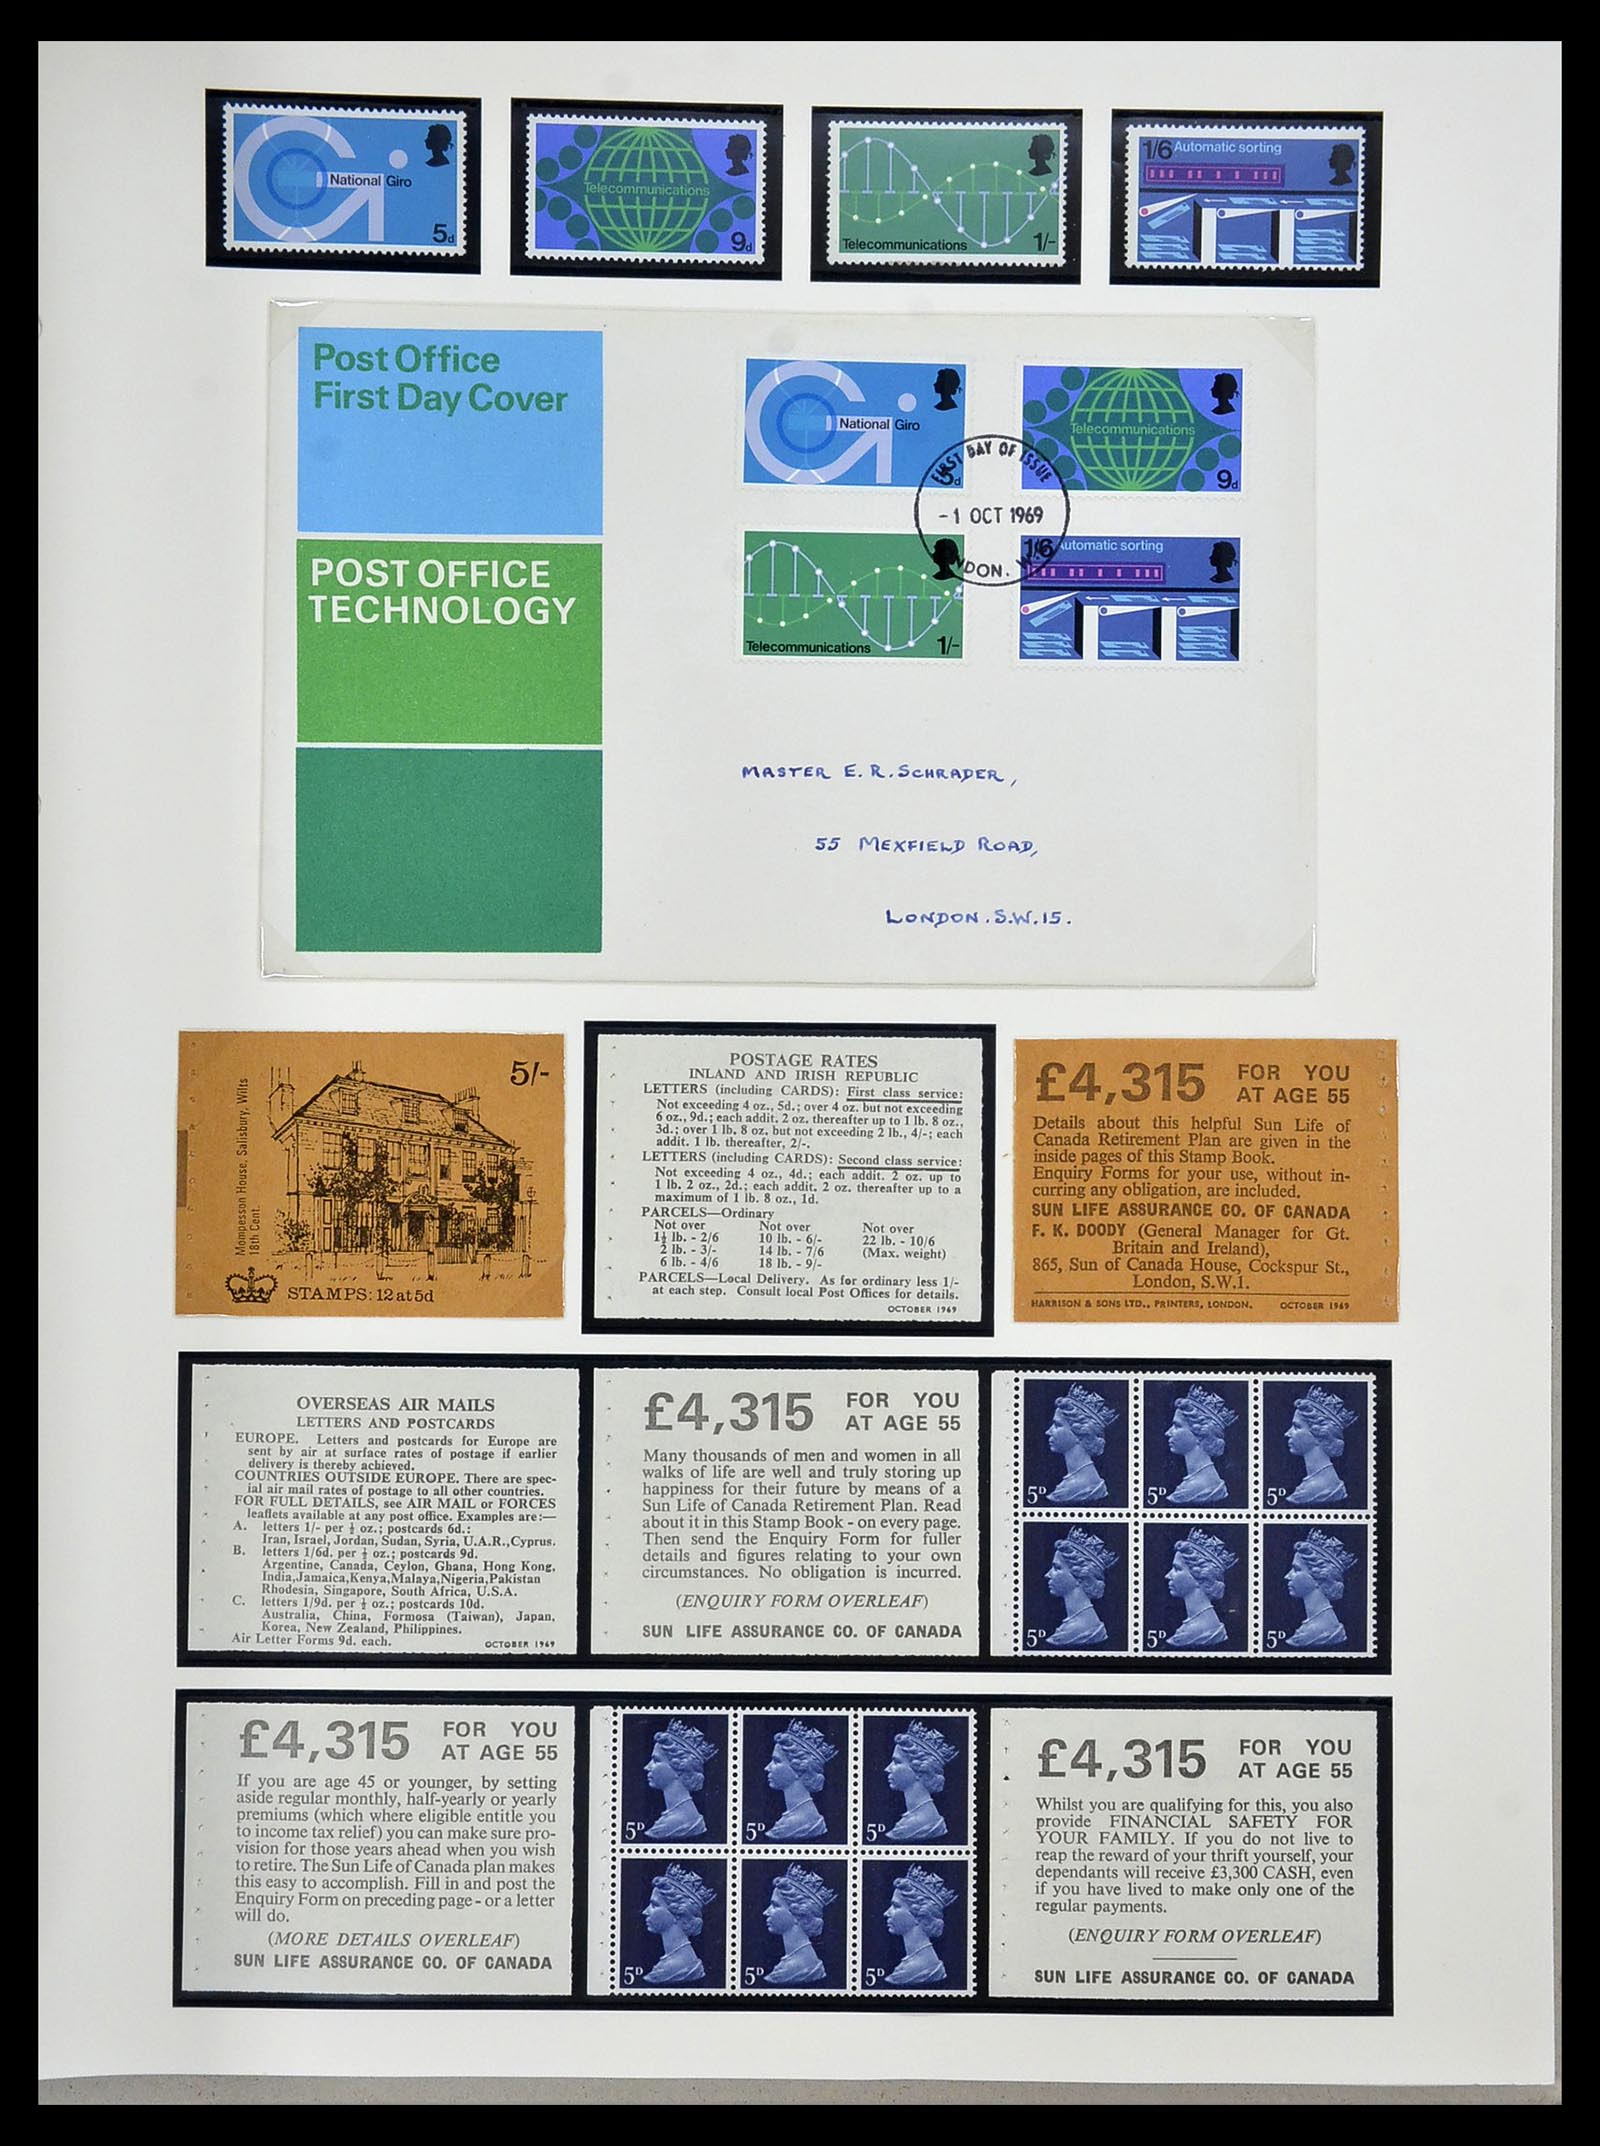 National Giro
5d
Telecommunications
9d
Telecommunications
1/-
1/6 Automatic sorting
Post Office
First Day Cover
POST OFFICE
TECHNOLOGY
National Giro
5d
Telecommunications
9d
FIRST DAY OF ISSUE
-1 OCT 1969
Telecommunications
1/-
1/6 Automatic sorting
MASTER E. R. SCHRADER,
55 MEXFIELD ROAD,
LONDON. S.W.15.
5/-
Mompesson House, Salisbury, Wilts
18th Cent.
STAMPS: 12 at 5d
POSTAGE RATES
INLAND AND IRISH REPUBLIC
LETTERS (including CARDS): First class service:
Not exceeding 4 oz., 5d.; over 4 oz. but not exceeding
6 oz., 9d.; each addit. 2 oz. thereafter up to 1 lb. 8 oz.,
3d.; over 1 lb. 8 oz. but not exceeding 2 lb., 4/-; each
addit. 1 lb. thereafter, 2/-.
LETTERS (including CARDS): Second class service:
Not exceeding 4 oz., 4d.; each addit. 2 oz. up to
1 lb. 2 oz., 2d.; each addit. 2 oz. thereafter up to a
maximum of 1 lb. 8 oz., 1d.
PARCELS—Ordinary
Not over Not over Not over
1½ lb. - 2/6 10 lb. - 6/- 22 lb. - 10/6
2 lb. - 3/- 14 lb. - 7/6 (Max. weight)
6 lb. - 4/6 18 lb. - 9/-
PARCELS—Local Delivery. As for ordinary less 1/-
at each step. Consult local Post Offices for details.
OCTOBER 1969
£4,315 FOR YOU
AT AGE 55
Details about this helpful Sun Life of
Canada Retirement Plan are given in the
inside pages of this Stamp Book.
Enquiry Forms for your use, without in-
curring any obligation, are included.
SUN LIFE ASSURANCE CO. OF CANADA
F. K. DOODY (General Manager for Gt.
Britain and Ireland),
865, Sun of Canada House, Cockspur St.,
London, S.W.1.
HARRISON & SONS LTD., PRINTERS, LONDON. OCTOBER 1969
OVERSEAS AIR MAILS
LETTERS AND POSTCARDS
EUROPE. Letters and postcards for Europe are
sent by air at surface rates of postage if earlier
delivery is thereby achieved.
COUNTRIES OUTSIDE EUROPE. There are spec-
ial air mail rates of postage to all other countries.
FOR FULL DETAILS, see AIR MAIL or FORCES
leaflets available at any post office. Examples are:—
A. letters 1/- per ½ oz.; postcards 6d.:
Iran, Israel, Jordan, Sudan, Syria, U.A.R., Cyprus.
B. letters 1/6d. per ½ oz.; postcards 9d.
Argentine, Canada, Ceylon, Ghana, Hong Kong,
India, Jamaica, Kenya, Malaya, Nigeria, Pakistan
Rhodesia, Singapore, South Africa, U.S.A.
C. letters 1/9d. per ½ oz.; postcards 10d.
Australia, China, Formosa (Taiwan), Japan,
Korea, New Zealand, Philippines.
Air Letter Forms 9d. each. OCTOBER 1969
£4,315 FOR YOU
AT AGE 55
Many thousands of men and women in all
walks of life are well and truly storing up
happiness for their future by means of a
Sun Life of Canada Retirement Plan. Read
about it in this Stamp Book - on every page.
Then send the Enquiry Form for fuller
details and figures relating to your own
circumstances. No obligation is incurred.
(ENQUIRY FORM OVERLEAF)
SUN LIFE ASSURANCE CO. OF CANADA
5D 5D 5D
5D 5D 5D
£4,315 FOR YOU
AT AGE 55
If you are age 45 or younger, by setting
aside regular monthly, half-yearly or yearly
premiums (which where eligible entitle you
to income tax relief) you can make sure pro-
vision for those years ahead when you wish
to retire. The Sun Life of Canada plan makes
this easy to accomplish. Fill in and post the
Enquiry Form on preceding page - or a letter
will do.
(MORE DETAILS OVERLEAF)
SUN LIFE ASSURANCE CO. OF CANADA
5D 5D 5D
5D 5D 5D
£4,315 FOR YOU
AT AGE 55
Whilst you are qualifying for this, you also
provide FINANCIAL SAFETY FOR
YOUR FAMILY. If you do not live to
reap the reward of your thrift yourself, your
dependants will receive £3,300 CASH, even
if you have lived to make only one of the
regular payments.
(ENQUIRY FORM OVERLEAF)
SUN LIFE ASSURANCE CO. OF CANADA